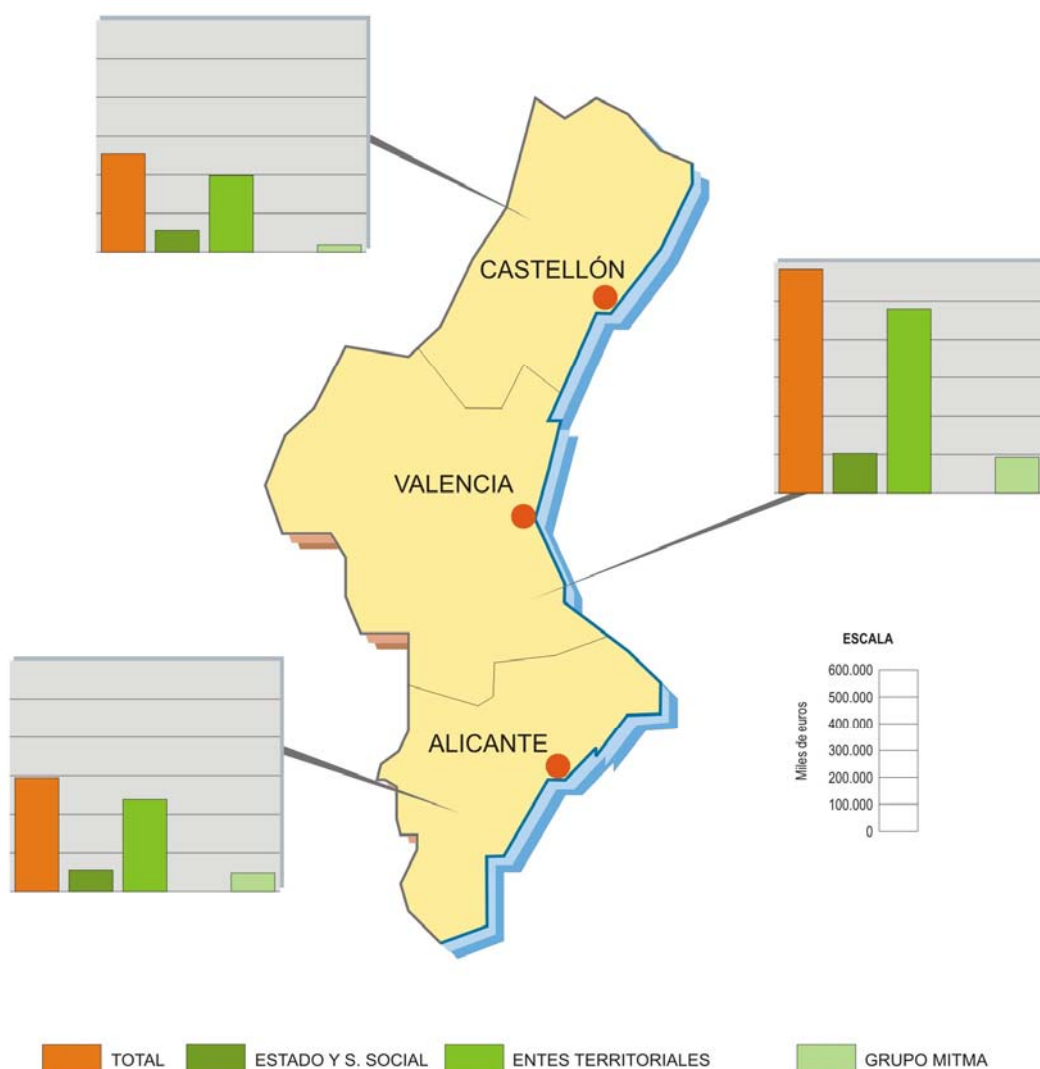 CASTELLÓN
VALENCIA
ALICANTE
ESCALA
Miles de euros
600.000
500.000
400.000
300.000
200.000
100.000
0
TOTAL
ESTADO Y S. SOCIAL
ENTES TERRITORIALES
GRUPO MITMA